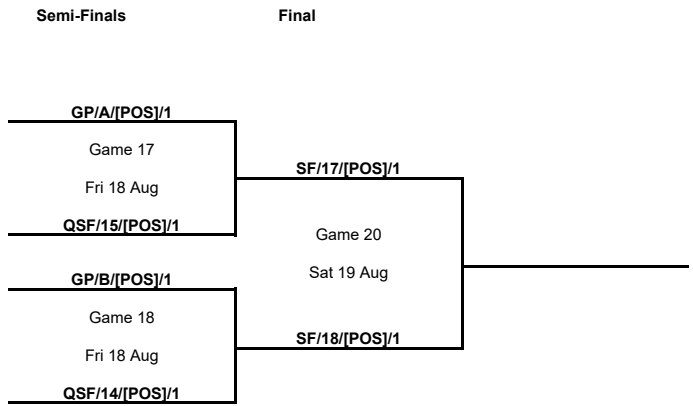 Semi-Finals Final
GP/A/[POS]/1
Game 17
SF/17/[POS]/1
Fri 18 Aug
QSF/15/[POS]/1
Game 20
Sat 19 Aug
GP/B/[POS]/1
Game 18
SF/18/[POS]/1
Fri 18 Aug
QSF/14/[POS]/1